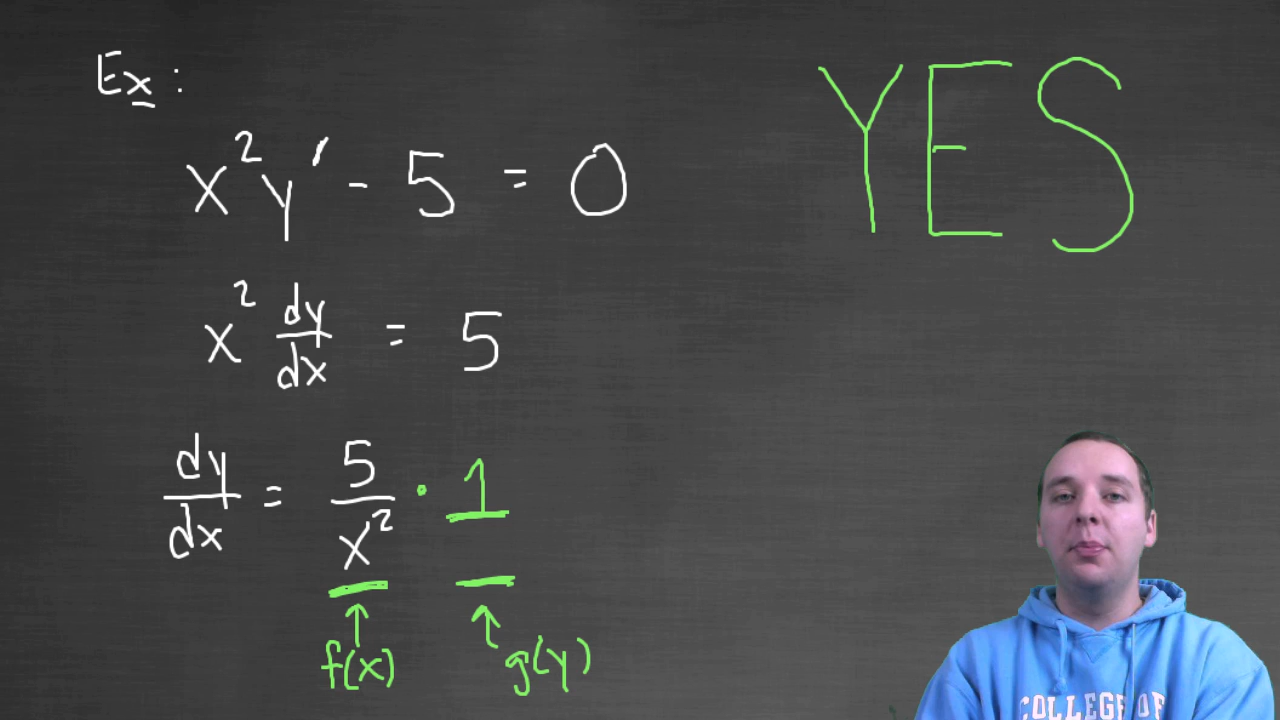 Ex:
YES
x²y' - 5 = 0
x² dy/dx = 5
dy/dx = 5/x² · 1
f(x)
g(y)
COLLEGE OF